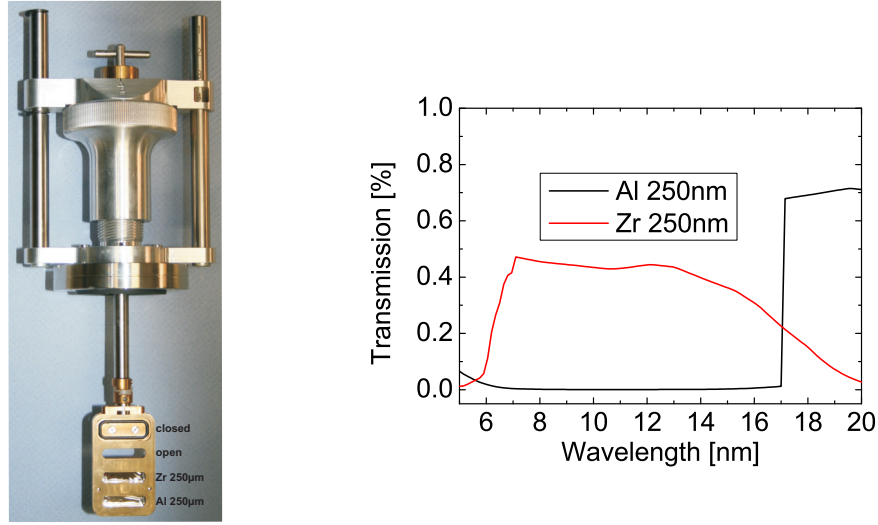 closed
open
Zr 250µm
Al 250µm
Transmission [%]
1.0
0.8
0.6
0.4
0.2
0.0
Al 250nm
Zr 250nm
6 8 10 12 14 16 18 20
Wavelength [nm]